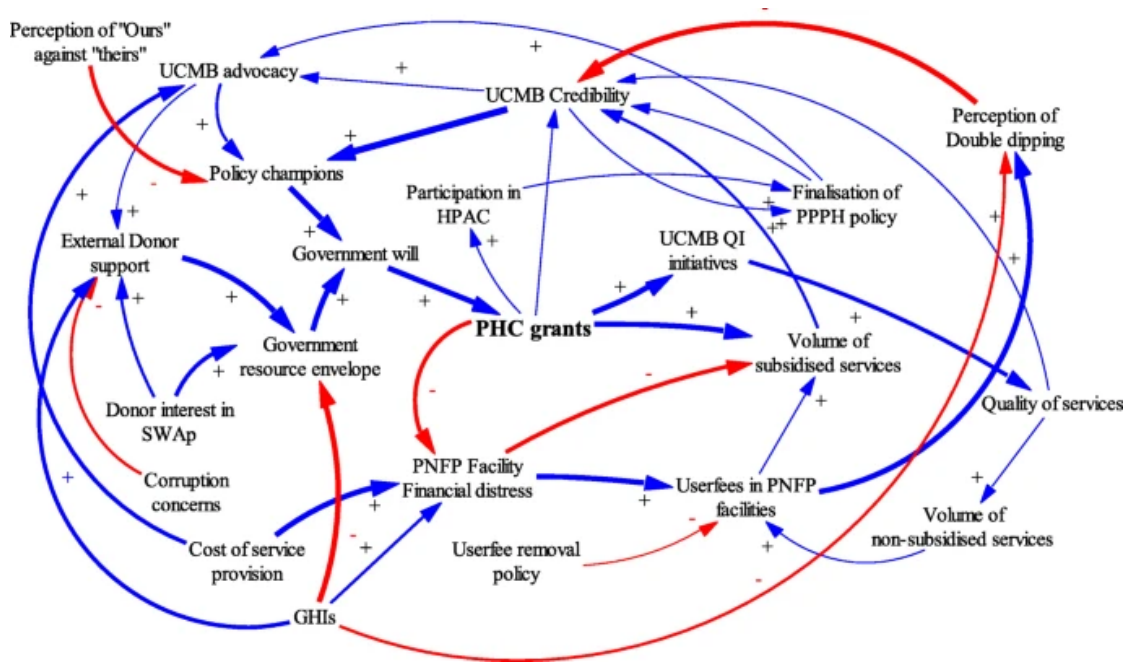 Perception of "Ours"
against "theirs"
UCMB advocacy
UCMB Credibility
Perception of
Double dipping
Policy champions
Participation in
HPAC
Finalisation of
PPPH policy
External Donor
support
Government will
UCMB QI
initiatives
PHC grants
Government
resource envelope
Volume of
subsidised services
Donor interest in
SWAp
Quality of services
Corruption
concerns
PNFP Facility
Financial distress
Userfees in PNFP
facilities
Volume of
non-subsidised services
Cost of service
provision
Userfee removal
policy
GHIs